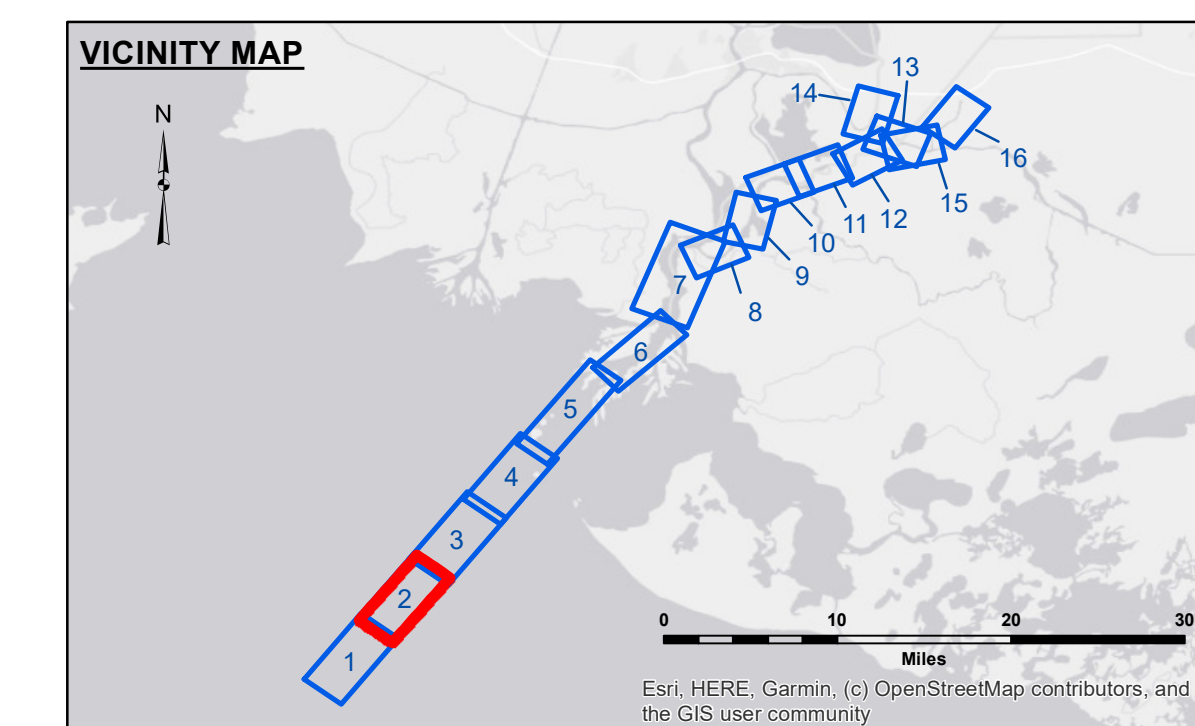 VICINITY MAP
N
13
14
16
15
12
11
10
9
8
7
6
5
4
3
2
1
0 10 20 30
Miles
Esri, HERE, Garmin, (c) OpenStreetMap contributors, and
the GIS user community